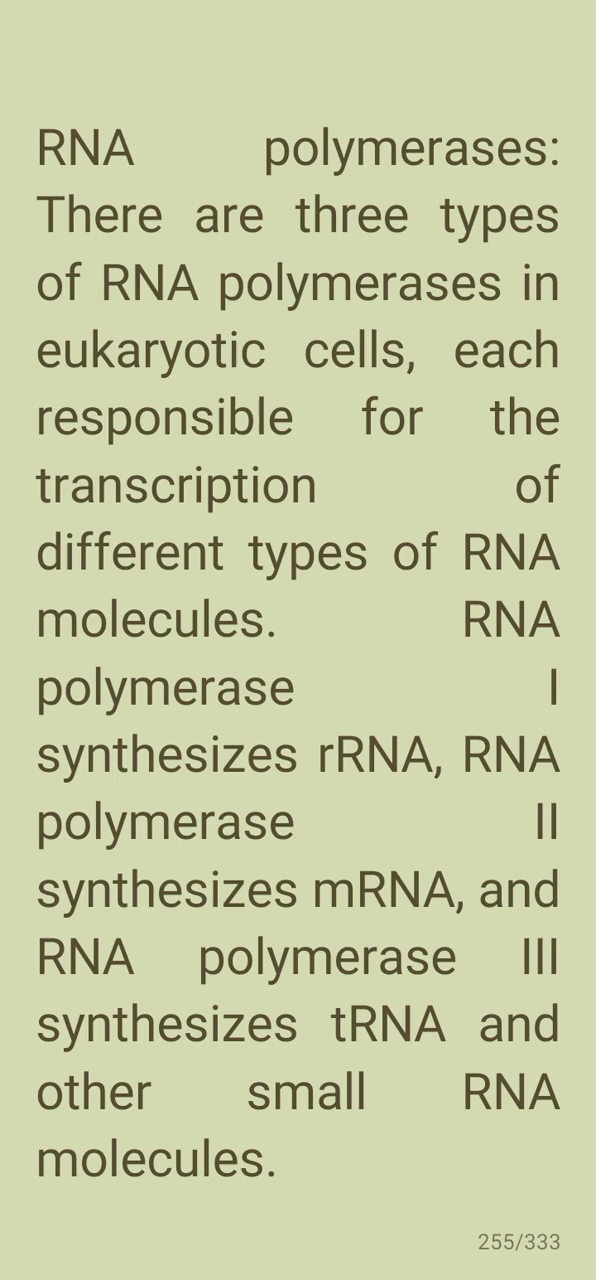 RNA polymerases:
There are three types
of RNA polymerases in
eukaryotic cells, each
responsible for the
transcription of
different types of RNA
molecules. RNA
polymerase I
synthesizes rRNA, RNA
polymerase II
synthesizes mRNA, and
RNA polymerase III
synthesizes tRNA and
other small RNA
molecules.
255/333